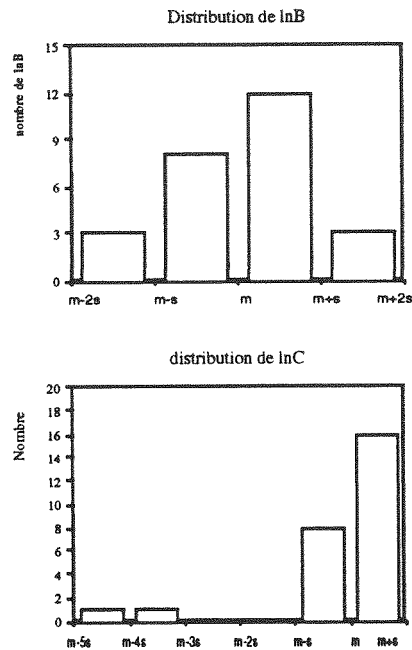 Distribution de lnB
nombre de lnB
15
12
9
6
3
0
m-2s m-s m m+s m+2s
distribution de lnC
Nombre
20
18
16
14
12
10
8
6
4
2
0
m-5s m-4s m-3s m-2s m-s m m+s